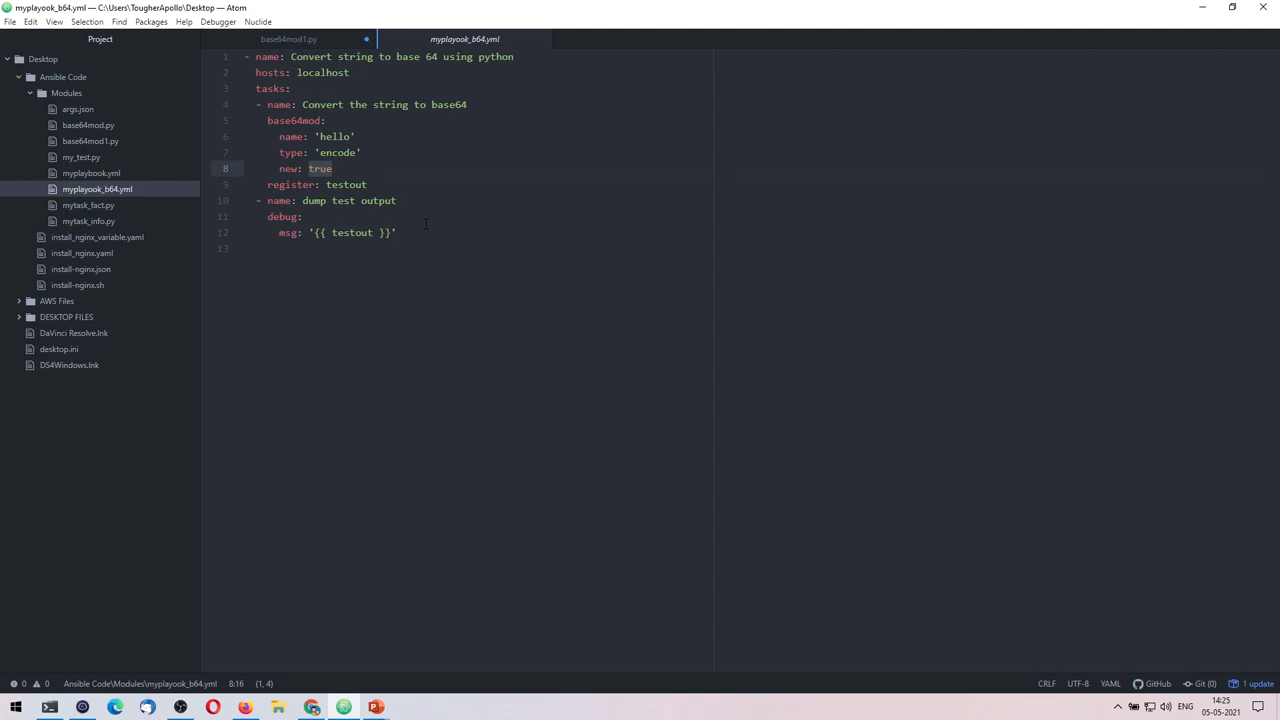 myplayook_b64.yml — C:\Users\TougherApollo\Desktop — Atom
File Edit View Selection Find Packages Help Debugger Nuclide
Project
Desktop
Ansible Code
Modules
args.json
base64mod.py
base64mod1.py
my_test.py
myplaybook.yml
myplayook_b64.yml
mytask_fact.py
mytask_info.py
install_nginx_variable.yaml
install_nginx.yaml
install-nginx.json
install-nginx.sh
AWS Files
DESKTOP FILES
DaVinci Resolve.lnk
desktop.ini
DS4Windows.lnk
base64mod1.py
myplayook_b64.yml
1 - name: Convert string to base 64 using python
2 hosts: localhost
3 tasks:
4 - name: Convert the string to base64
5 base64mod:
6 name: 'hello'
7 type: 'encode'
8 new: true
9 register: testout
10 - name: dump test output
11 debug:
12 msg: '{{ testout }}'
13
0 0 Ansible Code\Modules\myplayook_b64.yml 8:16 (1, 4)
CRLF UTF-8 YAML GitHub Git (0) 1 update
ENG
14:25
05-05-2021